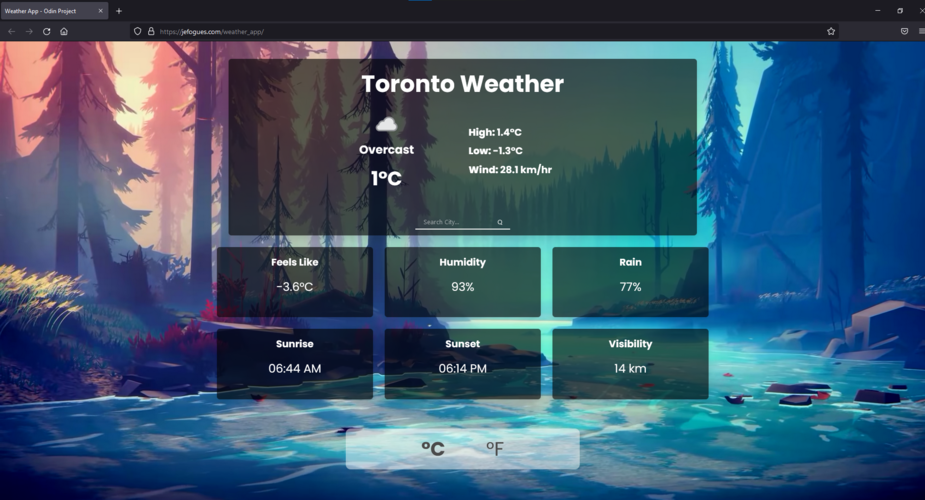 Weather App - Odin Project
https://jefogues.com/weather_app/
Toronto Weather
Overcast
1°C
High: 1.4°C
Low: -1.3°C
Wind: 28.1 km/hr
Search City...
Feels Like
-3.6°C
Humidity
93%
Rain
77%
Sunrise
06:44 AM
Sunset
06:14 PM
Visibility
14 km
°C
°F